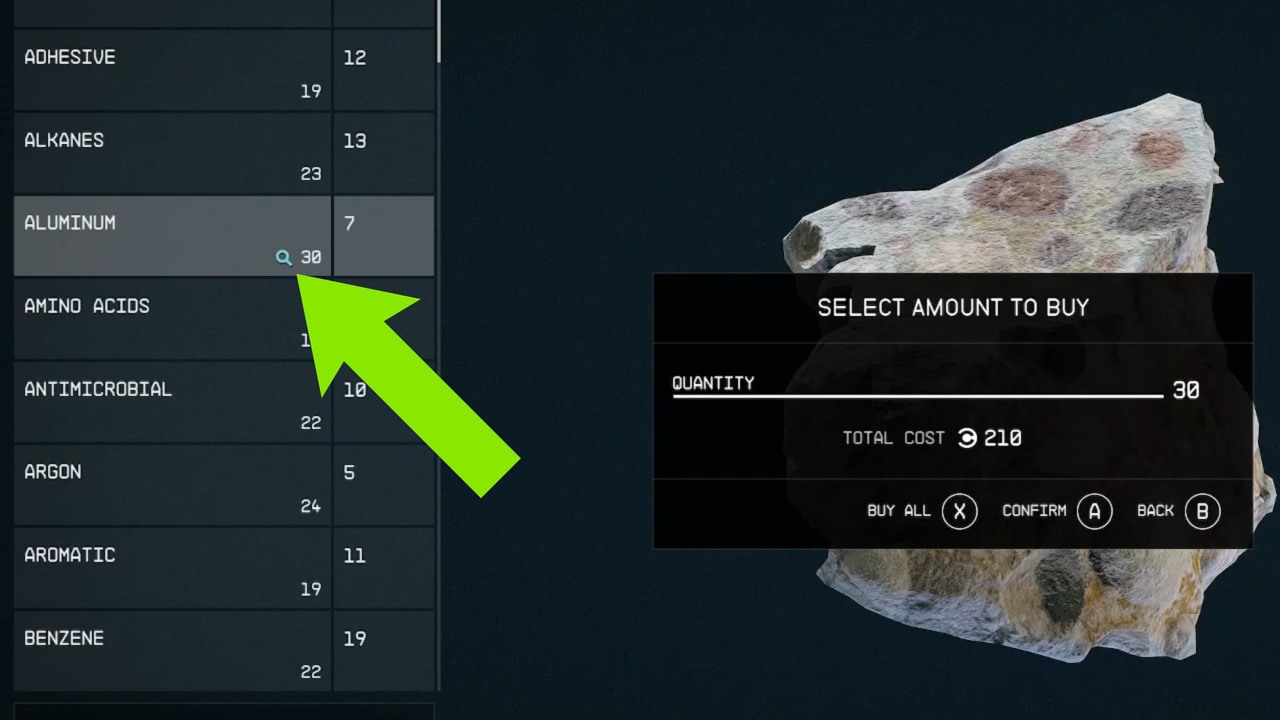 ADHESIVE 12
19
ALKANES 13
23
ALUMINUM 7
30
AMINO ACIDS
ANTIMICROBIAL 10
22
ARGON 5
24
AROMATIC 11
19
BENZENE 19
22
SELECT AMOUNT TO BUY
QUANTITY 30
TOTAL COST 210
BUY ALL X CONFIRM A BACK B